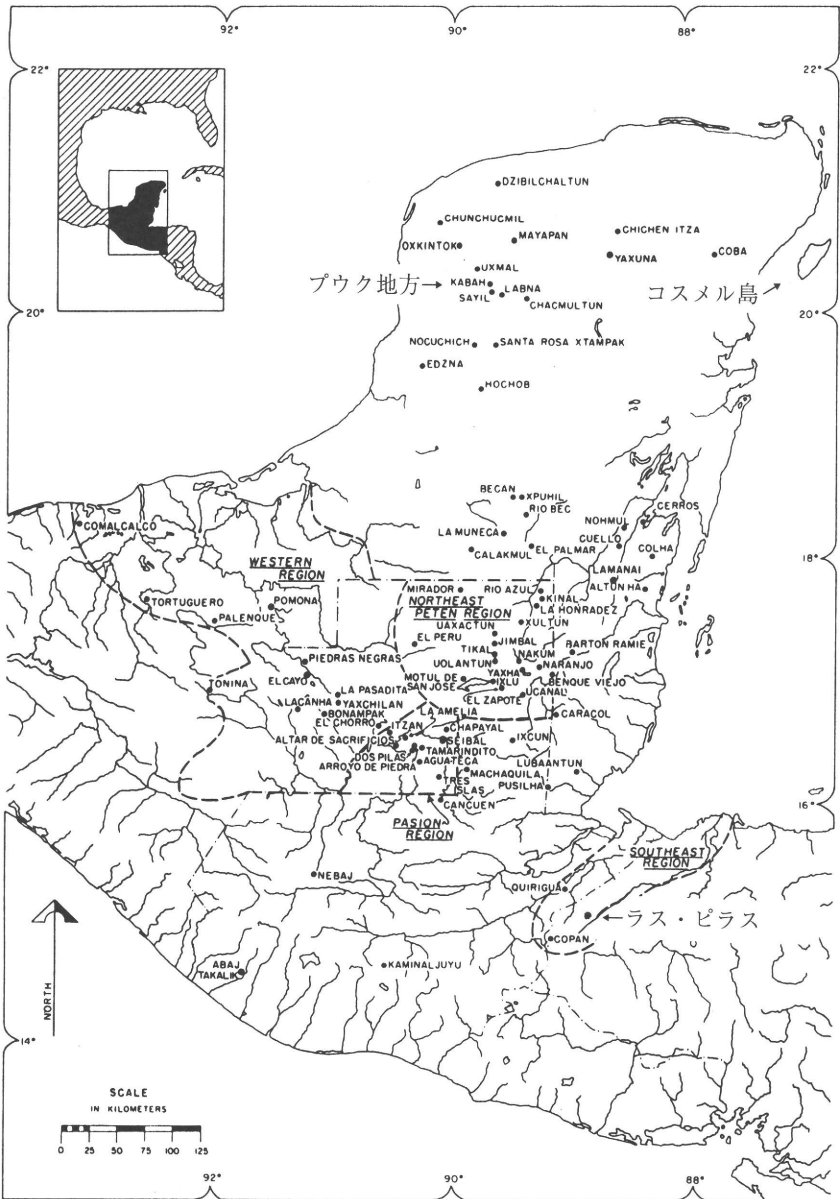 92°
90°
88°
22°
22°
DZIBILCHALTUN
CHUNCHUCMIL
MAYAPAN
CHICHEN ITZA
OXKINTOK
YAXUNA
COBA
UXMAL
プウク地方→
KABAH
LABNA
コスメル島
SAYIL
CHACMULTUN
20°
20°
NOCUCHICH
SANTA ROSA XTAMPAK
EDZNA
HOCHOB
BECAN
XPUHIL
RIO BEC
CERROS
NOHMUL
COMALCALCO
LA MUNECA
CUELLO
CALAKMUL
EL PALMAR
COLHA
18°
WESTERN
REGION
LAMANAI
MIRADOR
RIO AZUL
ALTUN HA
KINAL
TORTUGUERO
POMONA
NORTHEAST
PETEN REGION
LA HONRADEZ
PALENQUE
XULTUN
UAXACTUN
EL PERU
JIMBAL
BARTON RAMIE
TIKAL
NAKUM
PIEDRAS NEGRAS
UOLANTUN
NARANJO
YAXHA
EL CAYO
MOTUL DE
SAN JOSE
IXLU
BENQUE VIEJO
TONINA
LA PASADITA
UCANAL
LACANHA
YAXCHILAN
EL ZAPOTE
BONAMPAK
LA AMELIA
CARACOL
EL CHORRO
ITZAN
CHAPAYAL
ALTAR DE SACRIFICIOS
SEIBAL
IXCUN
DOS PILAS
TAMARINDITO
ARROYO DE PIEDRA
AGUATECA
LUBAANTUN
MACHAQUILA
TRES
ISLAS
PUSILHA
CANCUEN
16°
PASION
REGION
SOUTHEAST
REGION
NEBAJ
QUIRIGUA
←ラス・ピラス
COPAN
ABAJ
TAKALIK
KAMINALJUYU
NORTH
14°
SCALE
IN KILOMETERS
0 25 50 75 100 125
92°
90°
88°